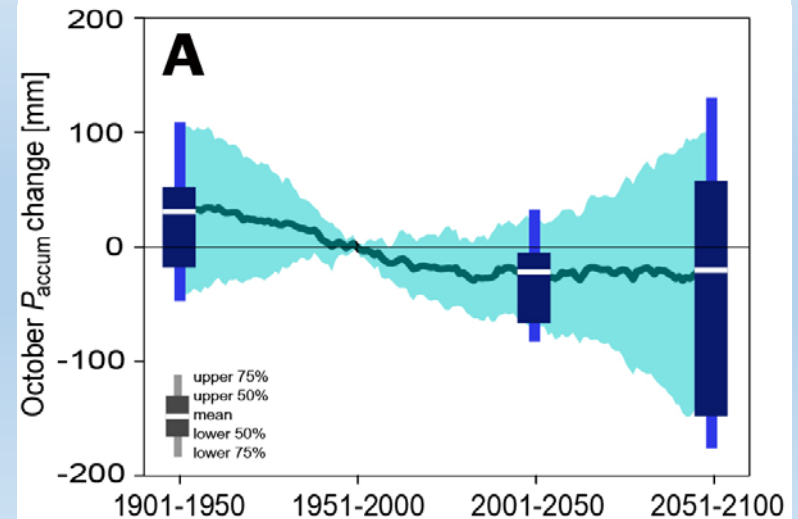 A
October Paccum change [mm]
200
100
0
-100
-200
upper 75%
upper 50%
mean
lower 50%
lower 75%
1901-1950 1951-2000 2001-2050 2051-2100